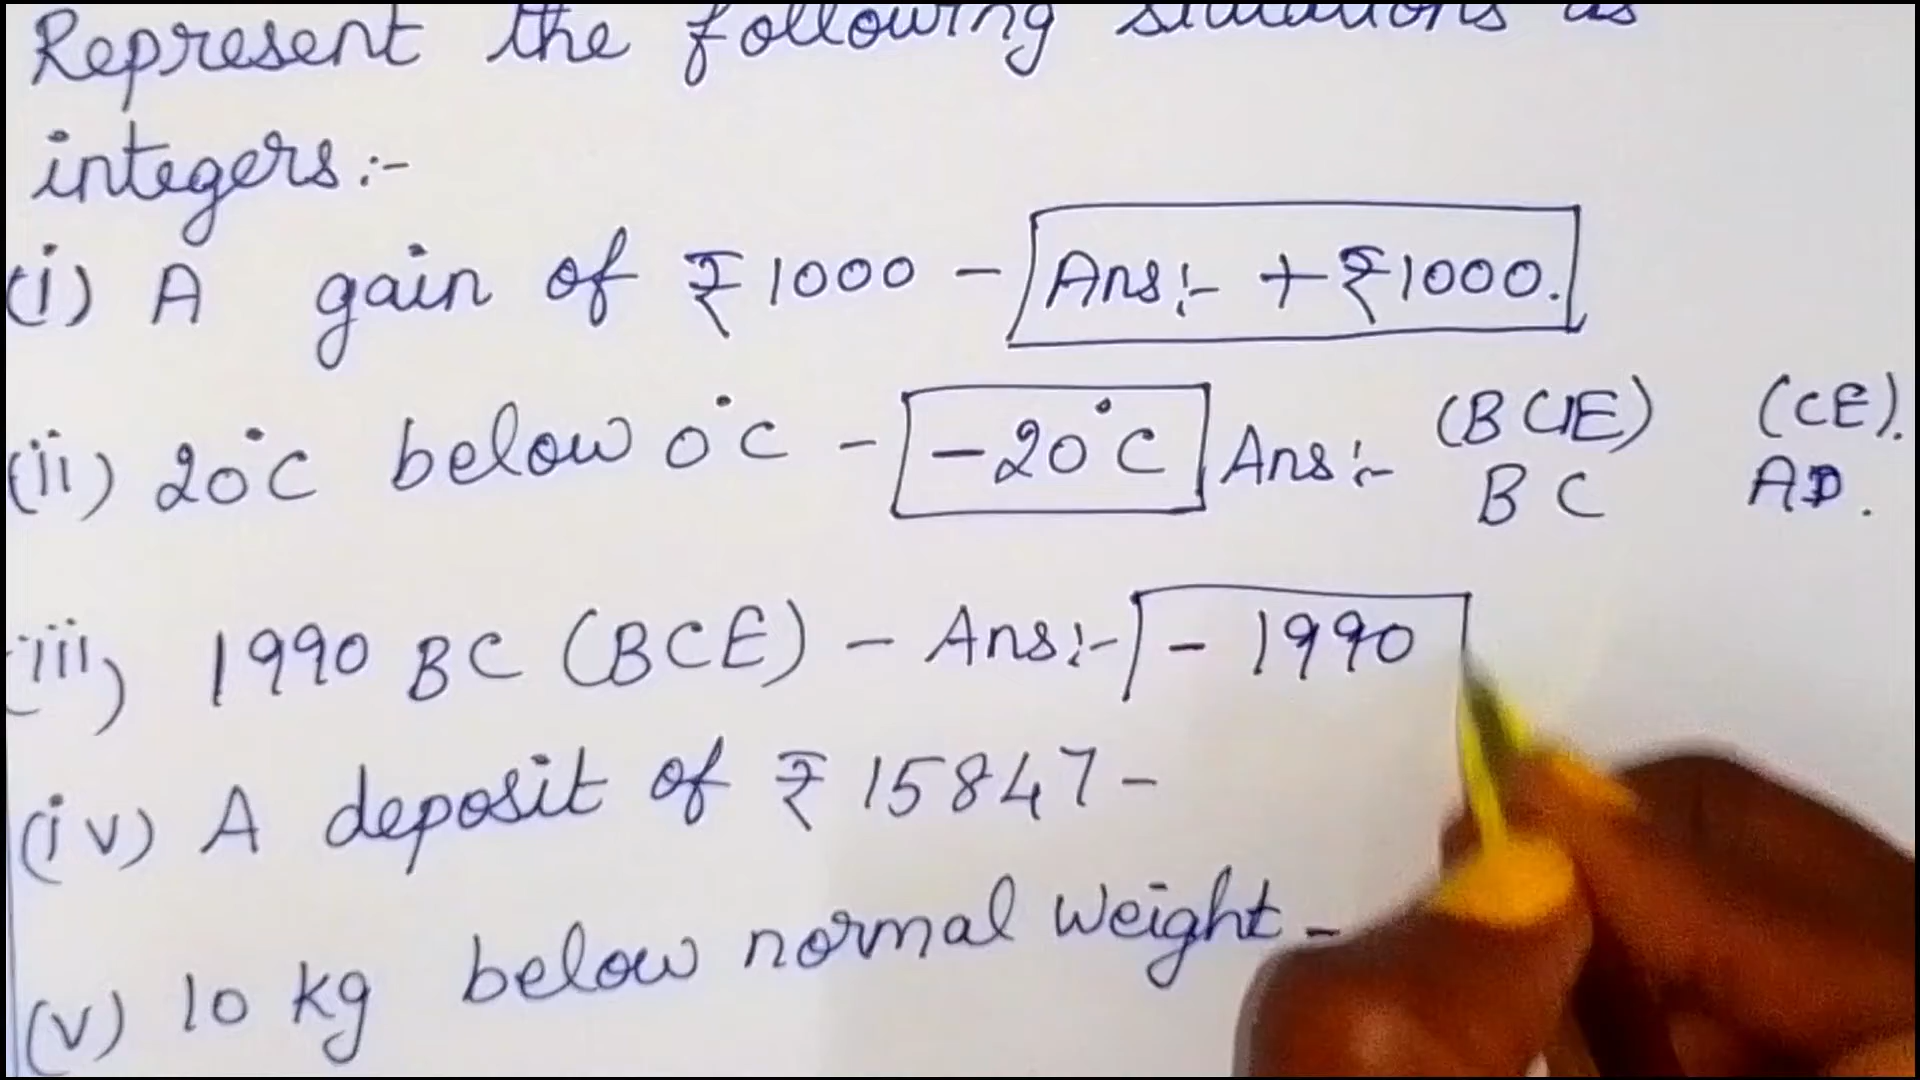 Represent the following situations as
integers:-
(i) A gain of ₹1000 - Ans:- +₹1000.
(ii) 20°C below 0°C - -20°C Ans:- (BCE) (CE).
BC AD.
(iii) 1990 BC (BCE) - Ans:- - 1990
(iv) A deposit of ₹15847-
(v) 10 kg below normal weight-